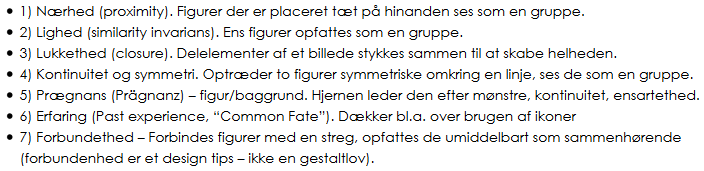 • 1) Nærhed (proximity). Figurer der er placeret tæt på hinanden ses som en gruppe.
• 2) Lighed (similarity invarians). Ens figurer opfattes som en gruppe.
• 3) Lukkethed (closure). Delelementer af et billede stykkes sammen til at skabe helheden.
• 4) Kontinuitet og symmetri. Optræder to figurer symmetriske omkring en linje, ses de som en gruppe.
• 5) Prægnans (Prägnanz) – figur/baggrund. Hjernen leder den efter mønstre, kontinuitet, ensartethed.
• 6) Erfaring (Past experience, "Common Fate"). Dækker bl.a. over brugen af ikoner
• 7) Forbundethed – Forbindes figurer med en streg, opfattes de umiddelbart som sammenhørende
(forbundenhed er et design tips – ikke en gestaltlov).